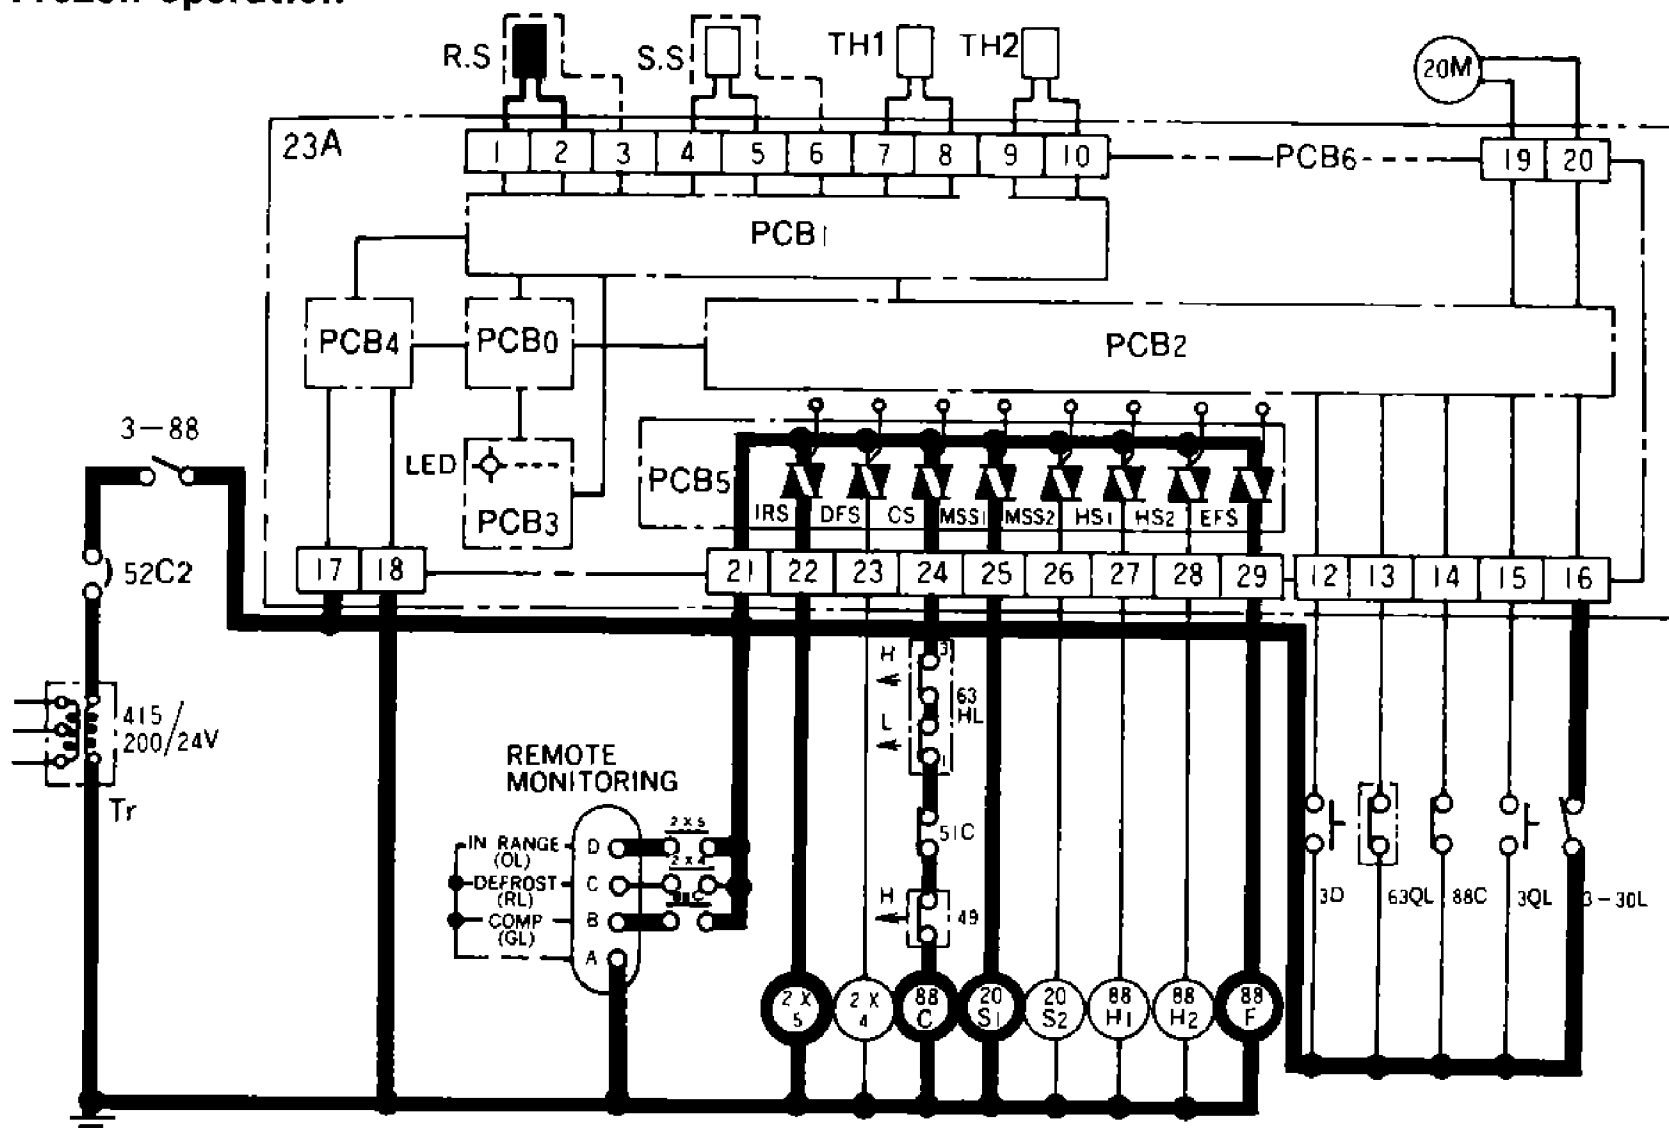 R.S S.S TH1 TH2 20M
23A
1 2 3 4 5 6 7 8 9 10 PCB6 19 20
PCB1
PCB4 PCB0 PCB2
3-88
LED
PCB5
PCB3
IRS DFS CS MSS1 MSS2 HS1 HS2 EFS
52C2
17 18 21 22 23 24 25 26 27 28 29 12 13 14 15 16
H 3
63
HL
L
1
415/
200/24V
Tr
REMOTE
MONITORING
51C
2X5
IN RANGE D
(OL)
2X4
DEFROST C
(RL)
88C
COMP B
(GL)
A
H 49
3D 63QL 88C 3QL 3-30L
2X
5
2X
4
88
C
20
S1
20
S2
88
H1
88
H2
88
F